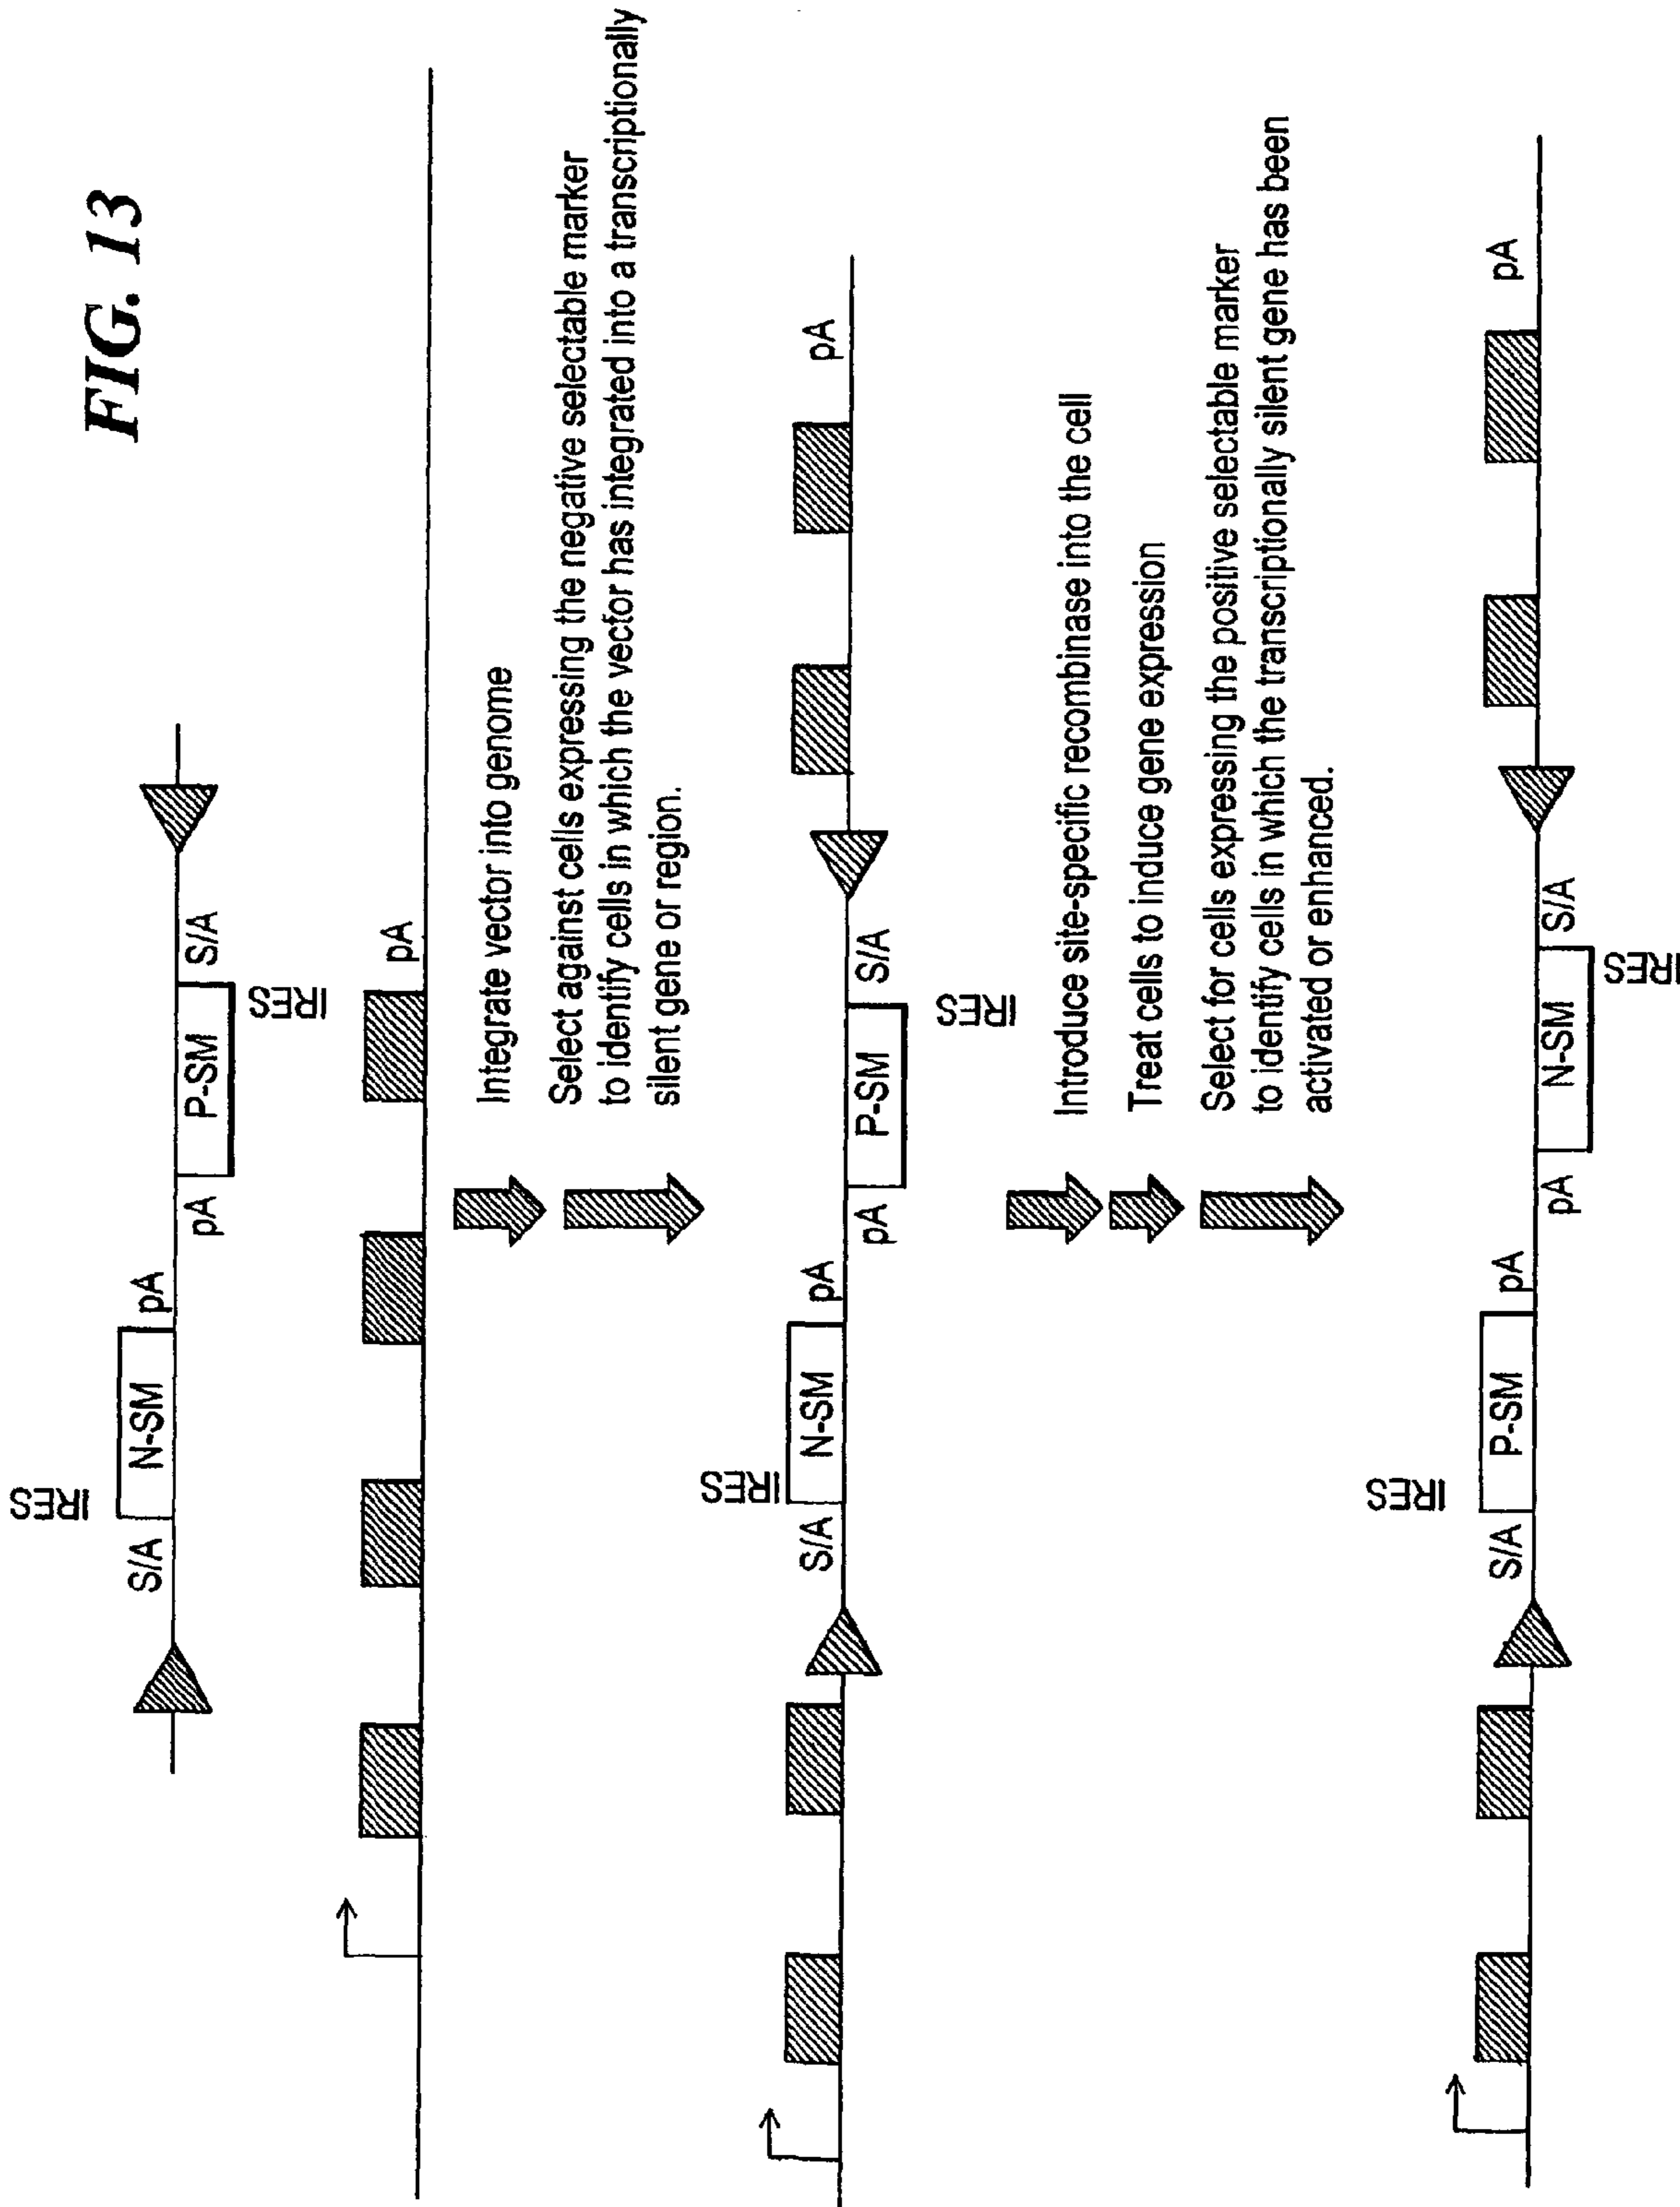 FIG. 13
IRES
S/A N-SM pA
pA P-SM S/A
IRES
pA
Integrate vector into genome
Select against cells expressing the negative selectable marker
to identify cells in which the vector has integrated into a transcriptionally
silent gene or region.
IRES
S/A N-SM pA
pA P-SM S/A
IRES
pA
Introduce site-specific recombinase into the cell
Treat cells to induce gene expression
Select for cells expressing the positive selectable marker
to identify cells in which the transcriptionally silent gene has been
activated or enhanced.
IRES
S/A P-SM pA
pA N-SM S/A
IRES
pA